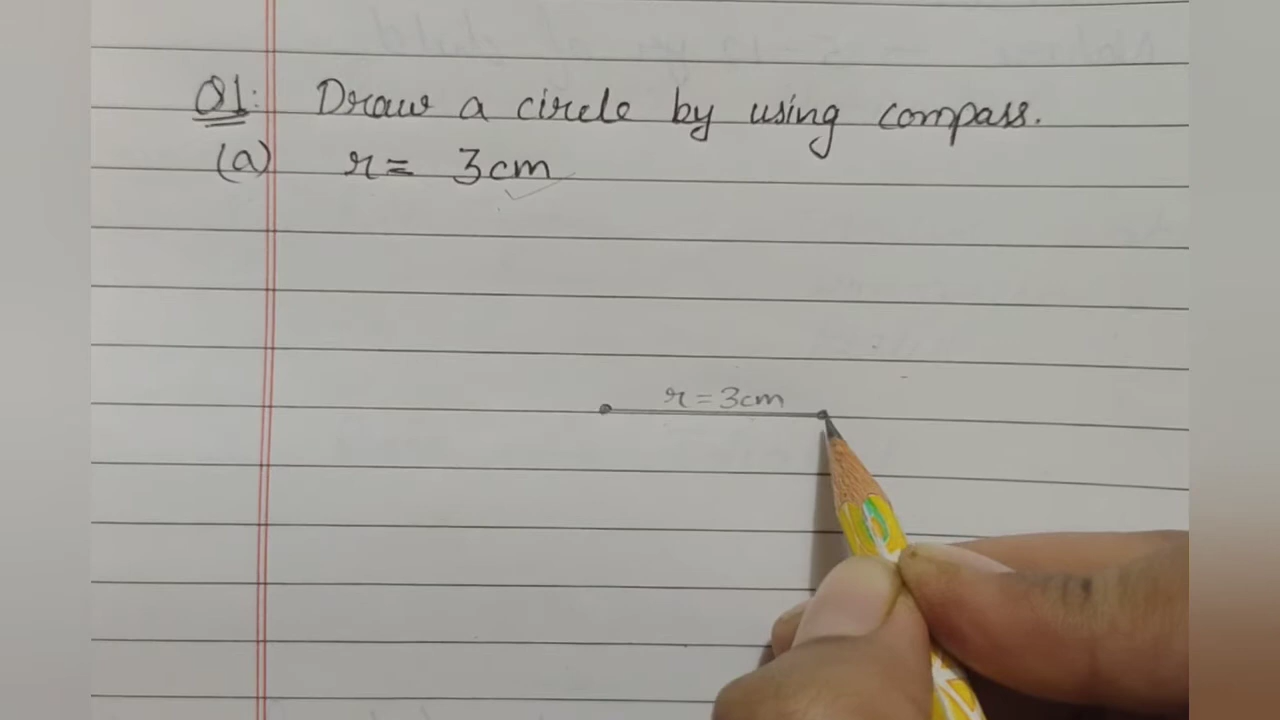 Q1: Draw a circle by using compass.
(a) r = 3cm
r = 3cm